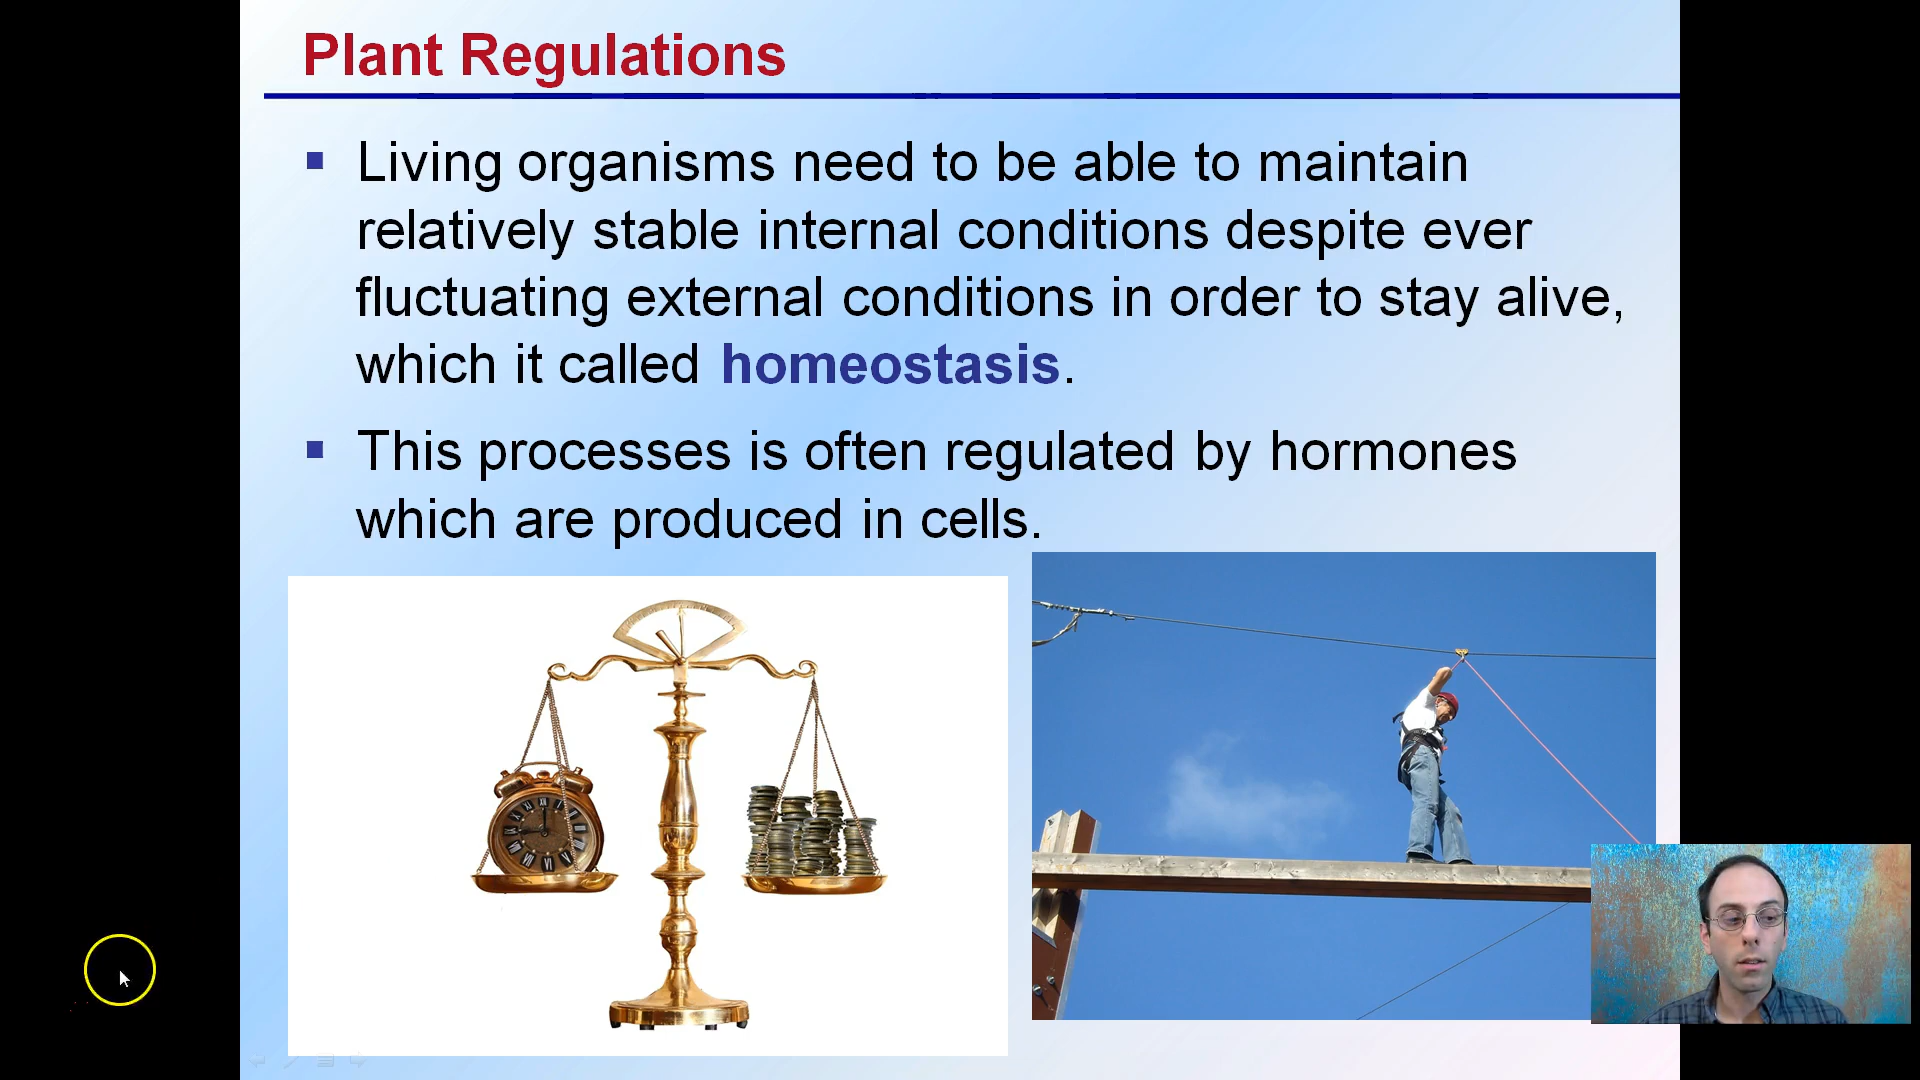 Plant Regulations
Living organisms need to be able to maintain
relatively stable internal conditions despite ever
fluctuating external conditions in order to stay alive,
which it called homeostasis.
This processes is often regulated by hormones
which are produced in cells.